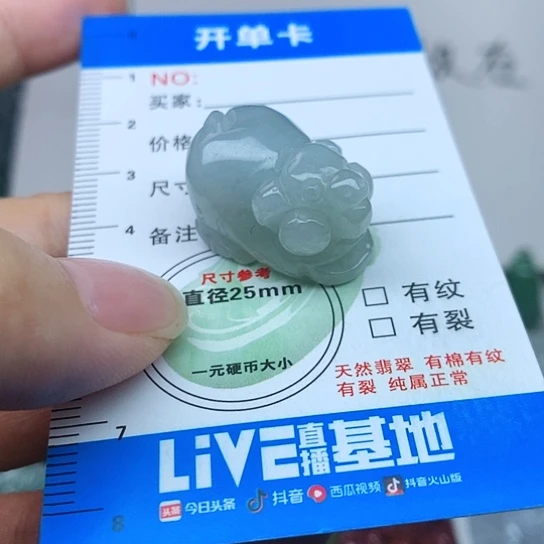 开单卡
1 NO:
买家:
2
价格
3
尺寸
4 备注
尺寸参考
直径25mm
一元硬币大小
有纹
有裂
天然翡翠 有棉有纹
有裂 纯属正常
7
LiVE直播基地
头条 今日头条 抖音 西瓜视频 抖音火山版
8